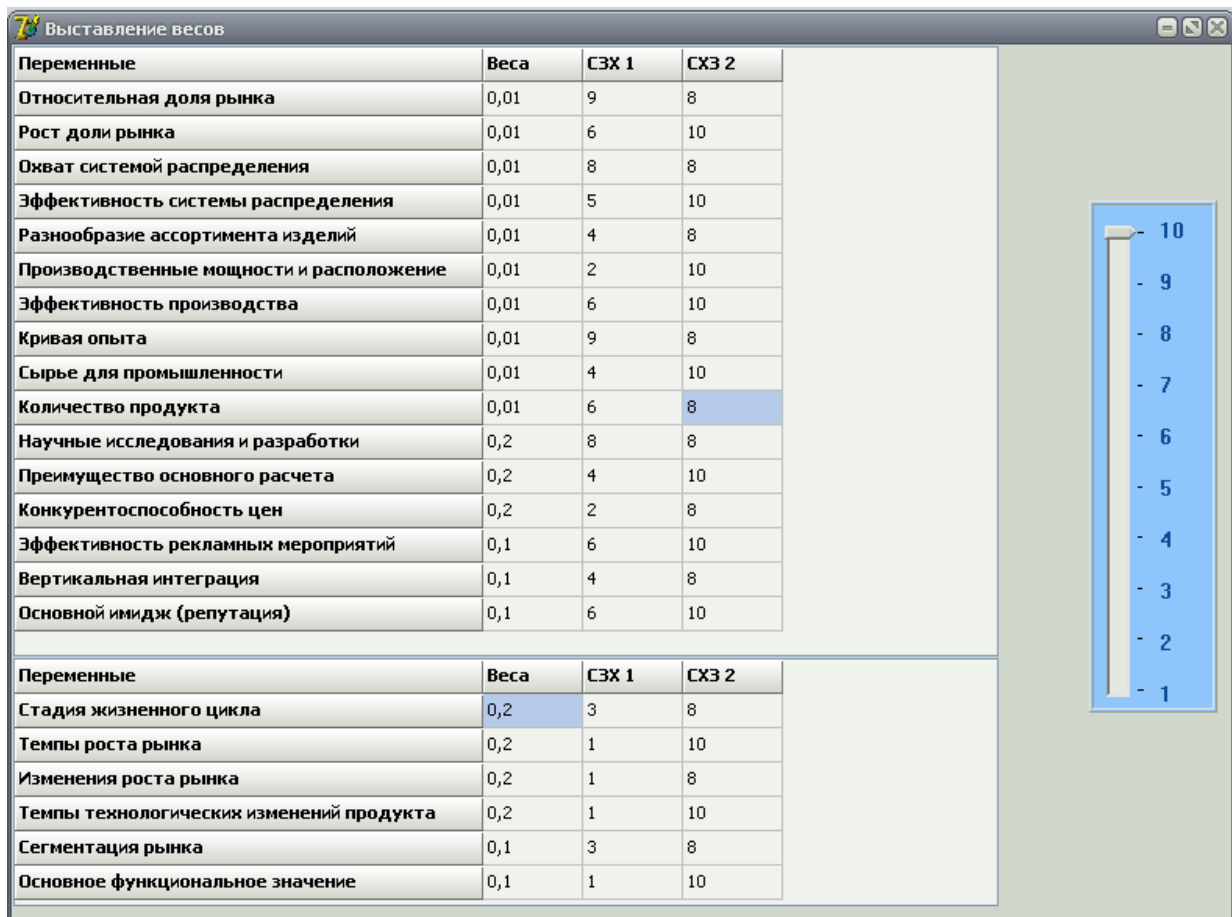 Выставление весов
Переменные Веса СЗХ 1 СХЗ 2
Относительная доля рынка 0,01 9 8
Рост доли рынка 0,01 6 10
Охват системой распределения 0,01 8 8
Эффективность системы распределения 0,01 5 10
Разнообразие ассортимента изделий 0,01 4 8
Производственные мощности и расположение 0,01 2 10
Эффективность производства 0,01 6 10
Кривая опыта 0,01 9 8
Сырье для промышленности 0,01 4 10
Количество продукта 0,01 6 8
Научные исследования и разработки 0,2 8 8
Преимущество основного расчета 0,2 4 10
Конкурентоспособность цен 0,2 2 8
Эффективность рекламных мероприятий 0,1 6 10
Вертикальная интеграция 0,1 4 8
Основной имидж (репутация) 0,1 6 10
Переменные Веса СЗХ 1 СХЗ 2
Стадия жизненного цикла 0,2 3 8
Темпы роста рынка 0,2 1 10
Изменения роста рынка 0,2 1 8
Темпы технологических изменений продукта 0,2 1 10
Сегментация рынка 0,1 3 8
Основное функциональное значение 0,1 1 10
- 10
- 9
- 8
- 7
- 6
- 5
- 4
- 3
- 2
- 1